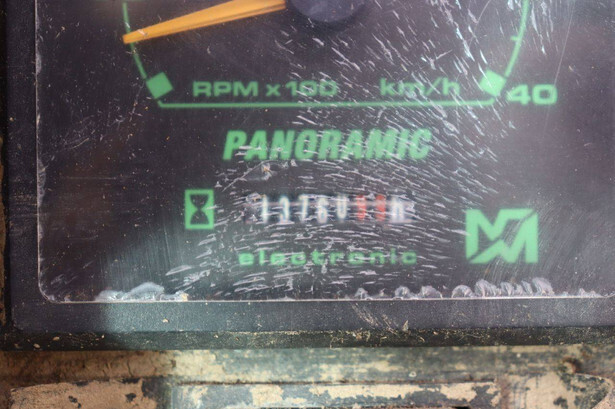 RPM x 100 km/h 40
PANORAMIC
electronic